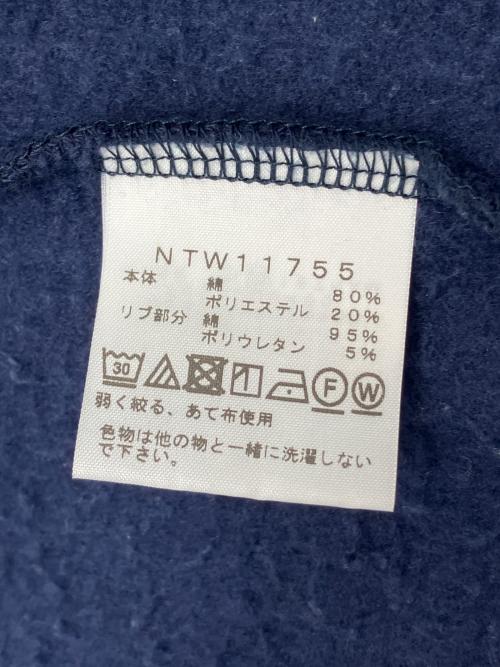 NTW11755
本体 綿 80%
ポリエステル 20%
リブ部分 綿 95%
ポリウレタン 5%
30 F W
弱く絞る、あて布使用
色物は他の物と一緒に洗濯しない
で下さい。